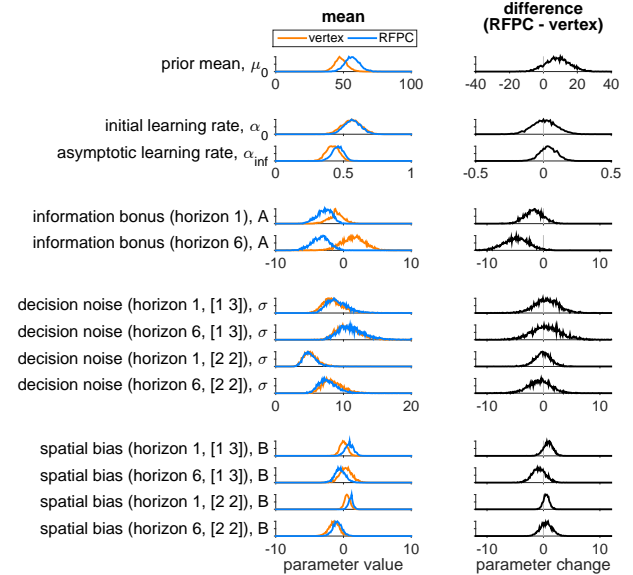 mean
difference
(RFPC - vertex)
vertex RFPC
prior mean, μ0
0 50 100
-40 -20 0 20 40
initial learning rate, α0
asymptotic learning rate, αinf
0 0.5 1
-0.5 0 0.5
information bonus (horizon 1), A
information bonus (horizon 6), A
-10 0 10
-10 0 10
decision noise (horizon 1, [1 3]), σ
decision noise (horizon 6, [1 3]), σ
decision noise (horizon 1, [2 2]), σ
decision noise (horizon 6, [2 2]), σ
0 10 20
-10 0 10
spatial bias (horizon 1, [1 3]), B
spatial bias (horizon 6, [1 3]), B
spatial bias (horizon 1, [2 2]), B
spatial bias (horizon 6, [2 2]), B
-10 0 10
-10 0 10
parameter value
parameter change